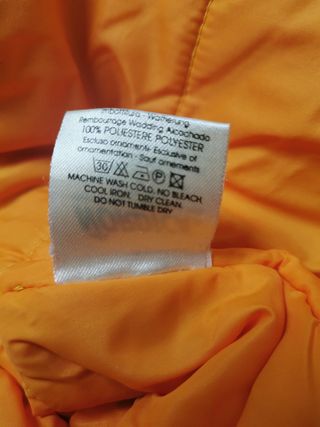 Imbottitura - Watherung.
Rembourrage Wadding Alcochado
100% POLIESTERE POLYESTER
Escluso ornamenti- Exclusive of
ornamentation - Sauf ornements
30 P
MACHINE WASH COLD. NO BLEACH.
COOL IRON. DRY CLEAN.
DO NOT TUMBLE DRY